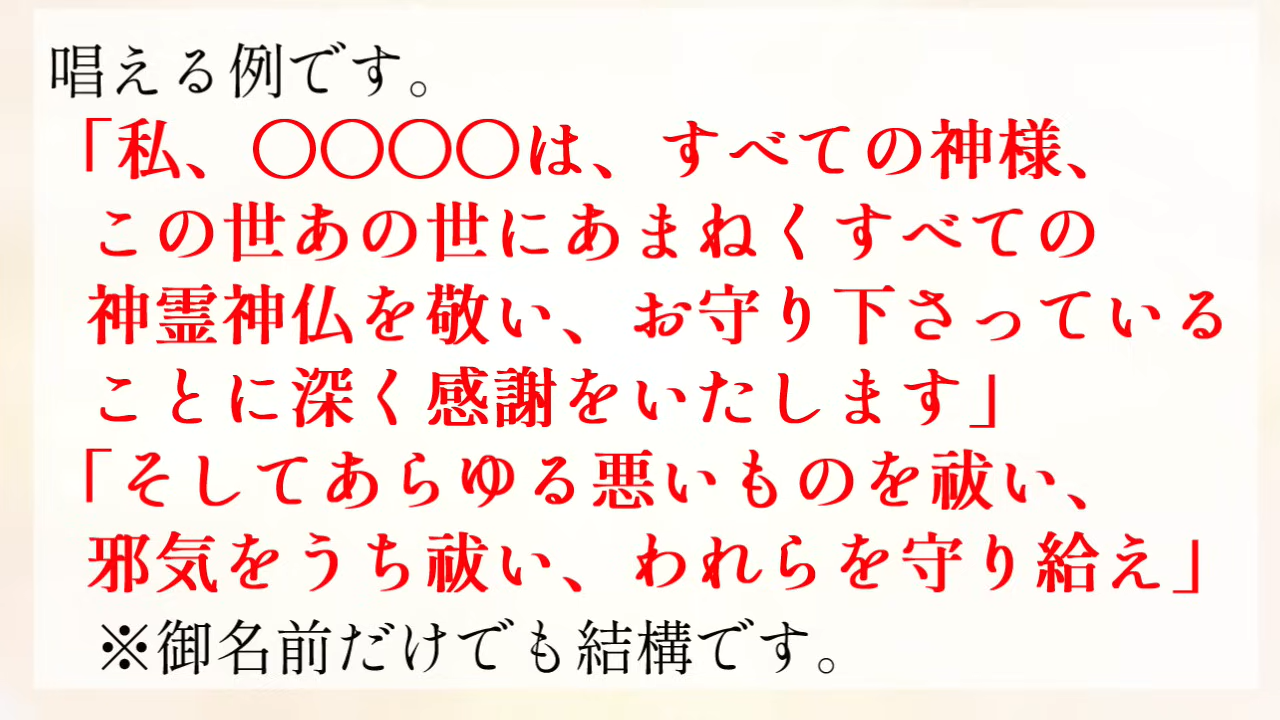 唱える例です。
「私、〇〇〇〇は、すべての神様、
この世あの世にあまねくすべての
神霊神仏を敬い、お守り下さっている
ことに深く感謝をいたします」
「そしてあらゆる悪いものを祓い、
邪気をうち祓い、われらを守り給え」
※御名前だけでも結構です。